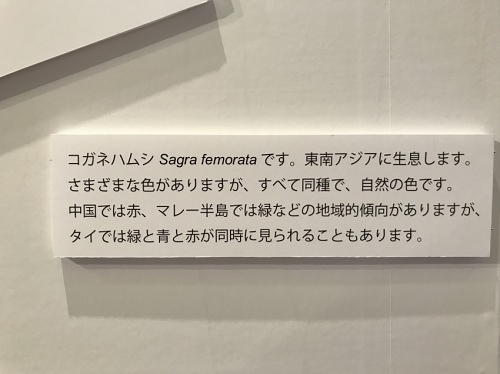 コガネハムシ Sagra femorata です。東南アジアに生息します。
さまざまな色がありますが、すべて同種で、自然の色です。
中国では赤、マレー半島では緑などの地域的傾向がありますが、
タイでは緑と青と赤が同時に見られることもあります。